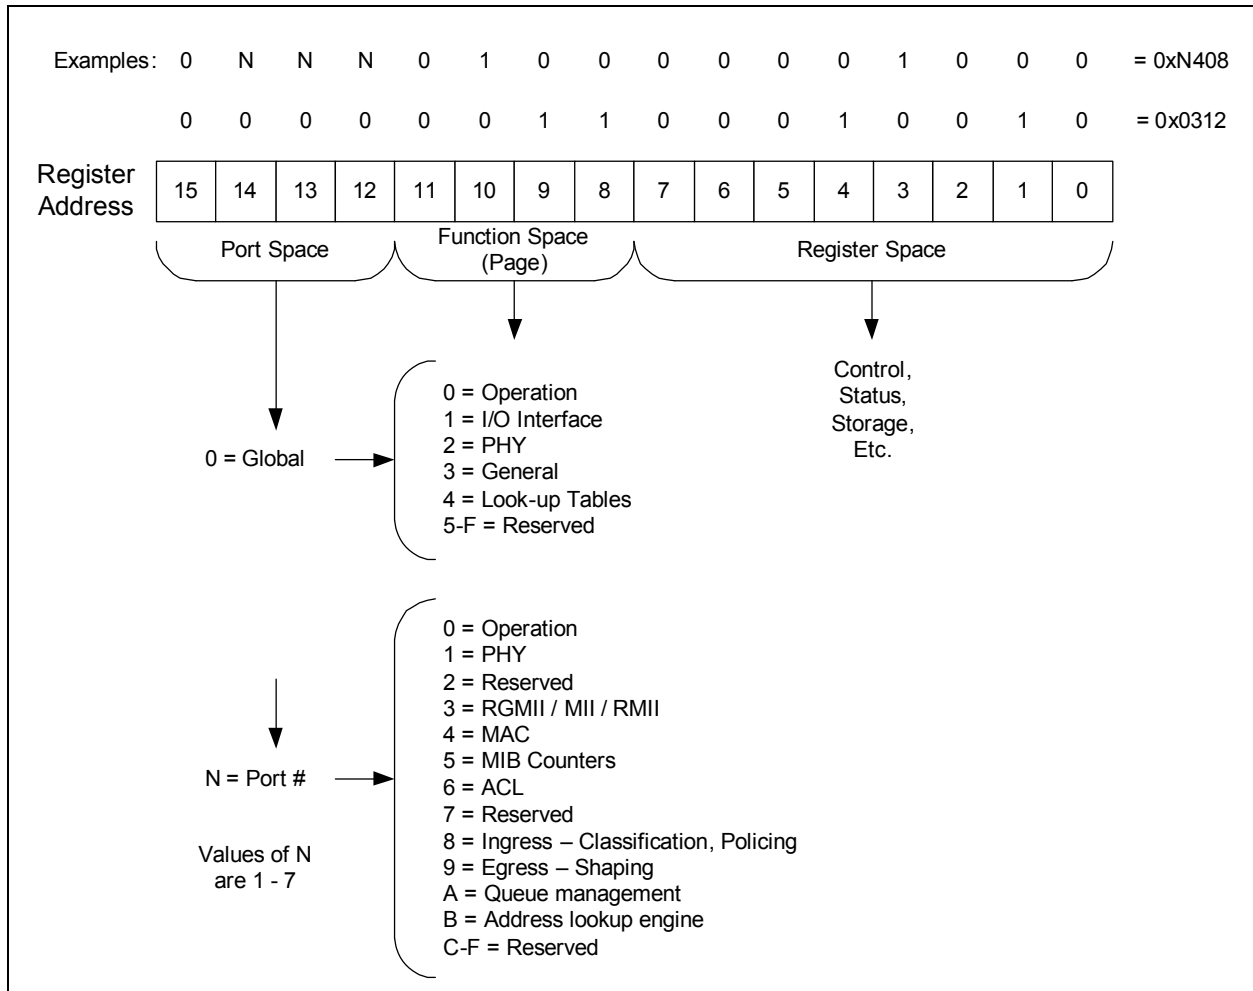 Examples: 0 N N N 0 1 0 0 0 0 0 0 1 0 0 0 = 0xN408
0 0 0 0 0 0 1 1 0 0 0 1 0 0 1 0 = 0x0312
Register
Address
15 14 13 12 11 10 9 8 7 6 5 4 3 2 1 0
Port Space
Function Space
(Page)
Register Space
Control,
Status,
Storage,
Etc.
0 = Global
0 = Operation
1 = I/O Interface
2 = PHY
3 = General
4 = Look-up Tables
5-F = Reserved
N = Port #
Values of N
are 1 - 7
0 = Operation
1 = PHY
2 = Reserved
3 = RGMII / MII / RMII
4 = MAC
5 = MIB Counters
6 = ACL
7 = Reserved
8 = Ingress – Classification, Policing
9 = Egress – Shaping
A = Queue management
B = Address lookup engine
C-F = Reserved